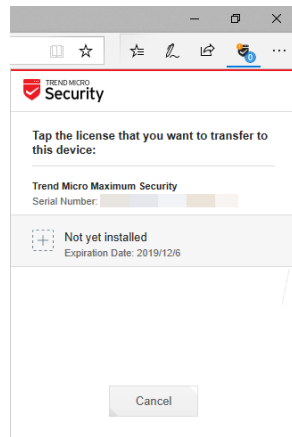 0
TREND MICRO
Security
Tap the license that you want to transfer to
this device:
Trend Micro Maximum Security
Serial Number:
Not yet installed
Expiration Date: 2019/12/6
Cancel